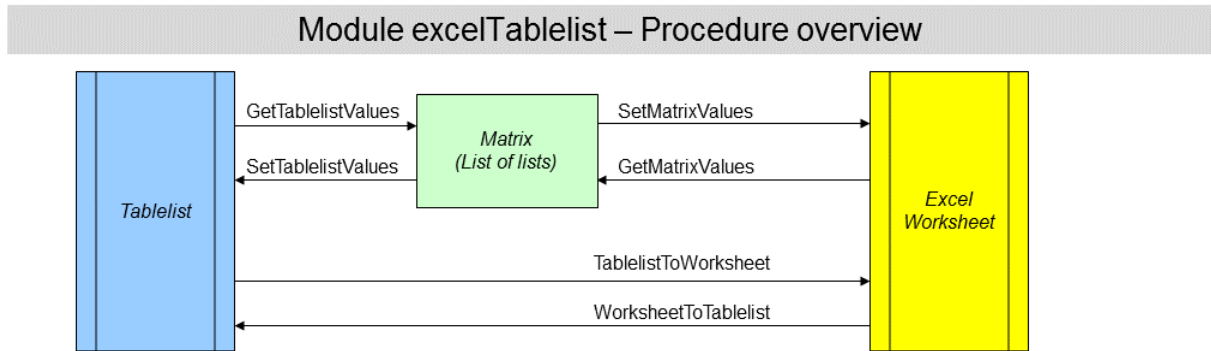 Module excelTablelist – Procedure overview
GetTablelistValues
SetMatrixValues
Matrix
(List of lists)
SetTablelistValues
GetMatrixValues
Tablelist
Excel
Worksheet
TablelistToWorksheet
WorksheetToTablelist